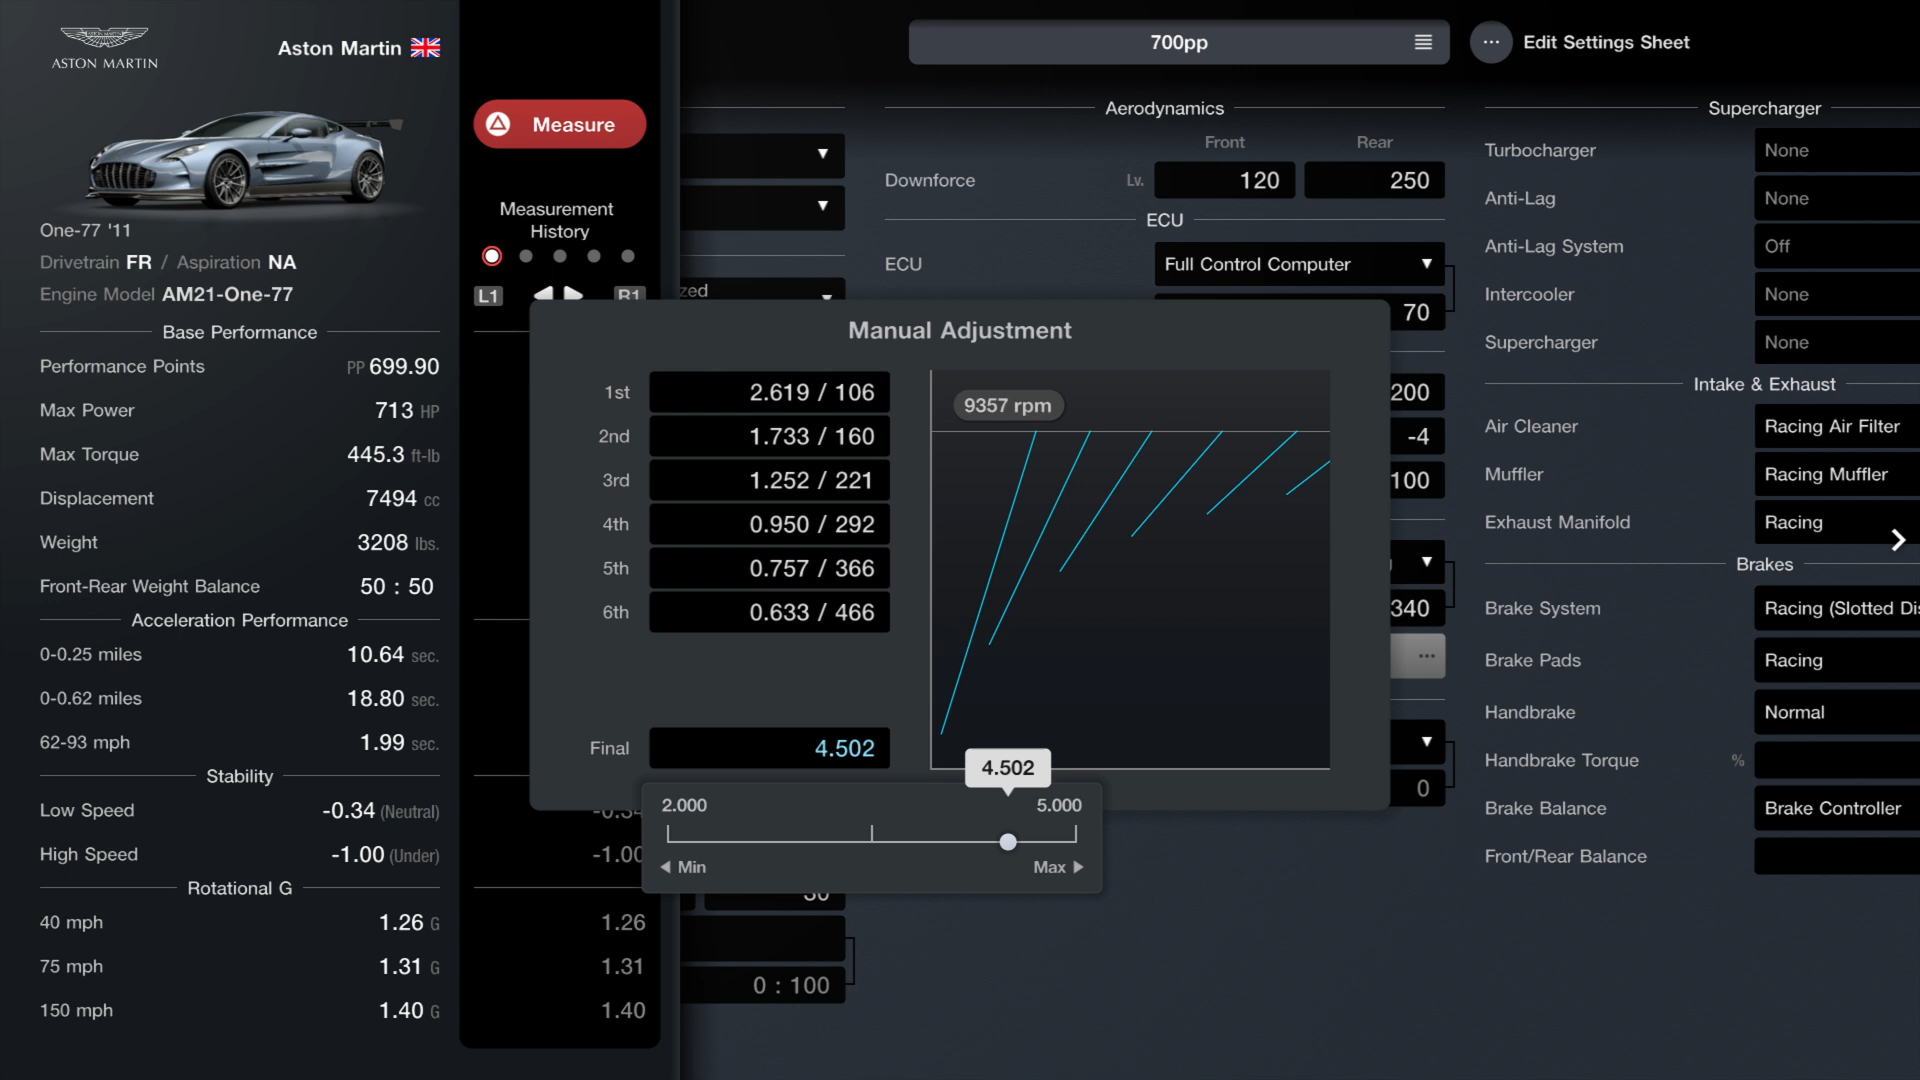 ASTON MARTIN
Aston Martin
One-77 '11
Drivetrain FR / Aspiration NA
Engine Model AM21-One-77
Base Performance
Performance Points PP 699.90
Max Power 713 HP
Max Torque 445.3 ft-lb
Displacement 7494 cc
Weight 3208 lbs.
Front-Rear Weight Balance 50 : 50
Acceleration Performance
0-0.25 miles 10.64 sec.
0-0.62 miles 18.80 sec.
62-93 mph 1.99 sec.
Stability
Low Speed -0.34 (Neutral)
High Speed -1.00 (Under)
Rotational G
40 mph 1.26 G
75 mph 1.31 G
150 mph 1.40 G
Measure
Measurement
History
L1 R1
-0.34
-1.00
1.26
1.31
1.40
700pp
Edit Settings Sheet
Aerodynamics
Front Rear
Downforce Lv. 120 250
ECU
ECU Full Control Computer
70
200
-4
100
340
0
0 : 100
Manual Adjustment
1st 2.619 / 106
2nd 1.733 / 160
3rd 1.252 / 221
4th 0.950 / 292
5th 0.757 / 366
6th 0.633 / 466
Final 4.502
9357 rpm
4.502
2.000 5.000
Min Max
Supercharger
Turbocharger None
Anti-Lag None
Anti-Lag System Off
Intercooler None
Supercharger None
Intake & Exhaust
Air Cleaner Racing Air Filter
Muffler Racing Muffler
Exhaust Manifold Racing
Brakes
Brake System Racing (Slotted Dis
Brake Pads Racing
Handbrake Normal
Handbrake Torque %
Brake Balance Brake Controller
Front/Rear Balance